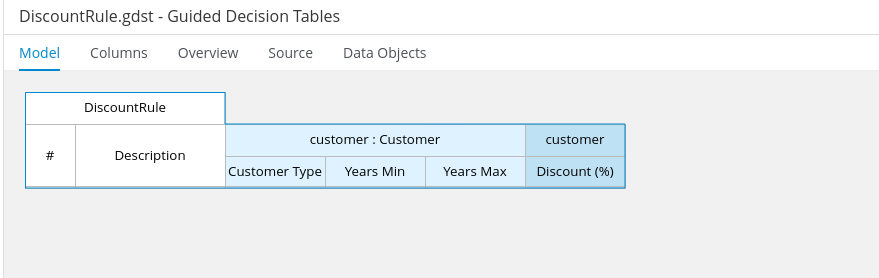 DiscountRule.gdst - Guided Decision Tables
Model Columns Overview Source Data Objects
DiscountRule
# Description customer : Customer customer
Customer Type Years Min Years Max Discount (%)